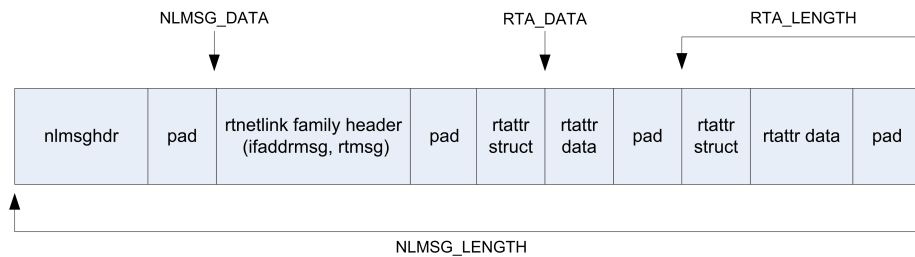 NLMSG_DATA
RTA_DATA
RTA_LENGTH
nlmsghdr
pad
rtnetlink family header
(ifaddrmsg, rtmsg)
pad
rtattr
struct
rtattr
data
pad
rtattr
struct
rtattr data
pad
NLMSG_LENGTH